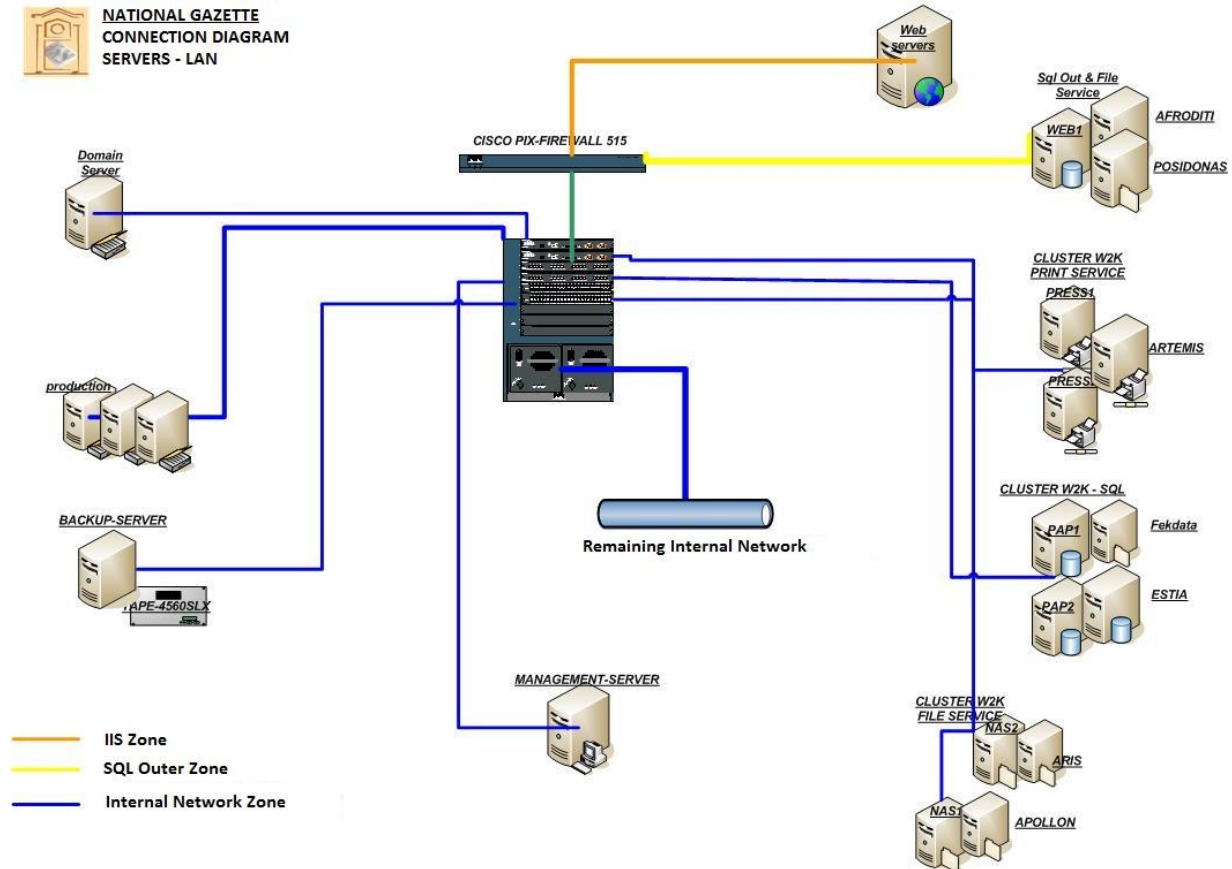 NATIONAL GAZETTE
CONNECTION DIAGRAM
SERVERS - LAN
Web
servers
Sql Out & File
Service
WEB1
AFRODITI
POSIDONAS
CISCO PIX-FIREWALL 515
Domain
Server
CLUSTER W2K
PRINT SERVICE
PRESS1
ARTEMIS
PRESS
production
CLUSTER W2K - SQL
PAP1
Fekdata
PAP2
ESTIA
BACKUP-SERVER
TAPE-4560SLX
Remaining Internal Network
MANAGEMENT-SERVER
CLUSTER W2K
FILE SERVICE
NAS2
ARIS
NAS1
APOLLON
IIS Zone
SQL Outer Zone
Internal Network Zone